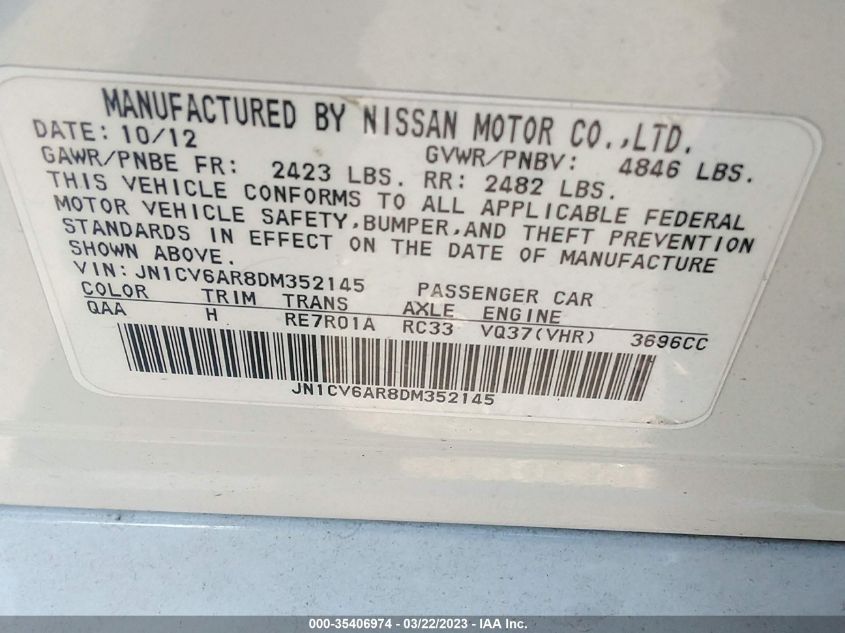 MANUFACTURED BY NISSAN MOTOR CO.,LTD.
DATE: 10/12 GVWR/PNBV: 4846 LBS.
GAWR/PNBE FR: 2423 LBS. RR: 2482 LBS.
THIS VEHICLE CONFORMS TO ALL APPLICABLE FEDERAL
MOTOR VEHICLE SAFETY,BUMPER,AND THEFT PREVENTION
STANDARDS IN EFFECT ON THE DATE OF MANUFACTURE
SHOWN ABOVE.
VIN: JN1CV6AR8DM352145 PASSENGER CAR
COLOR TRIM TRANS AXLE ENGINE
QAA H RE7R01A RC33 VQ37(VHR) 3696CC
JN1CV6AR8DM352145
000-35406974 - 03/22/2023 - IAA Inc.